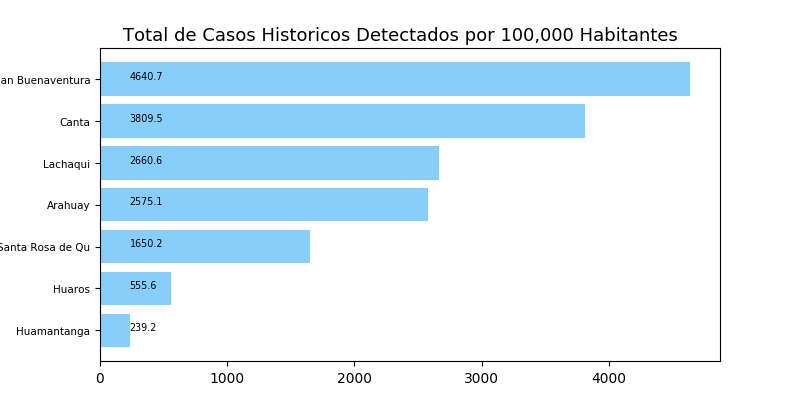 Total de Casos Historicos Detectados por 100,000 Habitantes
an Buenaventura 4640.7
Canta 3809.5
Lachaqui 2660.6
Arahuay 2575.1
Santa Rosa de Qu 1650.2
Huaros 555.6
Huamantanga 239.2
0 1000 2000 3000 4000